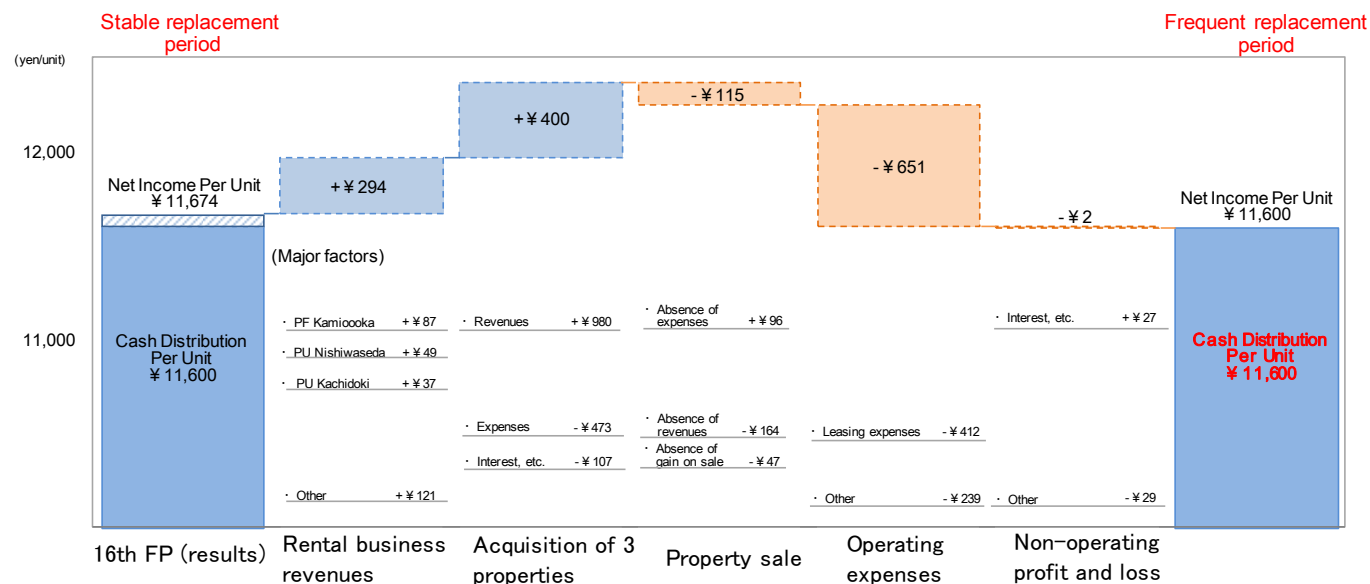 Stable replacement
period
Frequent replacement
period
(yen/unit)
12,000
11,000
Net Income Per Unit
¥ 11,674
Cash Distribution
Per Unit
¥ 11,600
+ ¥ 294
+ ¥ 400
- ¥ 115
- ¥ 651
- ¥ 2
Net Income Per Unit
¥ 11,600
Cash Distribution
Per Unit
¥ 11,600
(Major factors)
・ PF Kamioooka + ¥ 87
・ PU Nishiwaseda + ¥ 49
・ PU Kachidoki + ¥ 37
・ Other + ¥ 121
・ Revenues + ¥ 980
・ Expenses - ¥ 473
・ Interest, etc. - ¥ 107
・ Absence of
expenses + ¥ 96
・ Absence of
revenues - ¥ 164
・ Absence of
gain on sale - ¥ 47
・ Leasing expenses - ¥ 412
・ Other - ¥ 239
・ Interest, etc. + ¥ 27
・ Other - ¥ 29
16th FP (results)
Rental business
revenues
Acquisition of 3
properties
Property sale
Operating
expenses
Non-operating
profit and loss